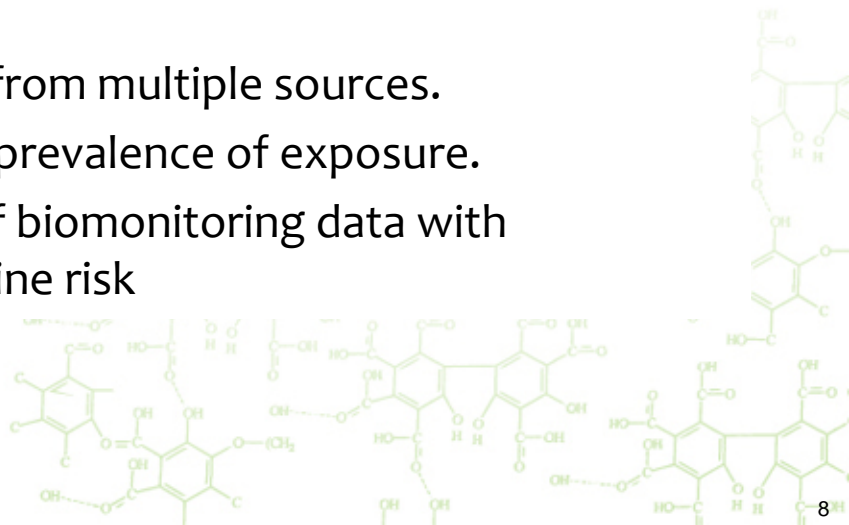 from multiple sources.
prevalence of exposure.
f biomonitoring data with
ine risk
8